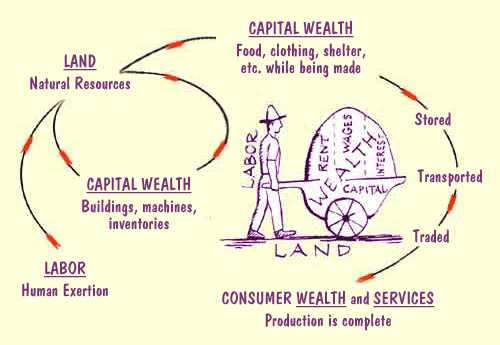 CAPITAL WEALTH
Food, clothing, shelter,
etc. while being made
LAND
Natural Resources
Stored
Transported
Traded
CAPITAL WEALTH
Buildings, machines,
inventories
LABOR
Human Exertion
LABOR
RENT
WAGES
INTEREST
WEALTH
CAPITAL
LAND
CONSUMER WEALTH and SERVICES
Production is complete